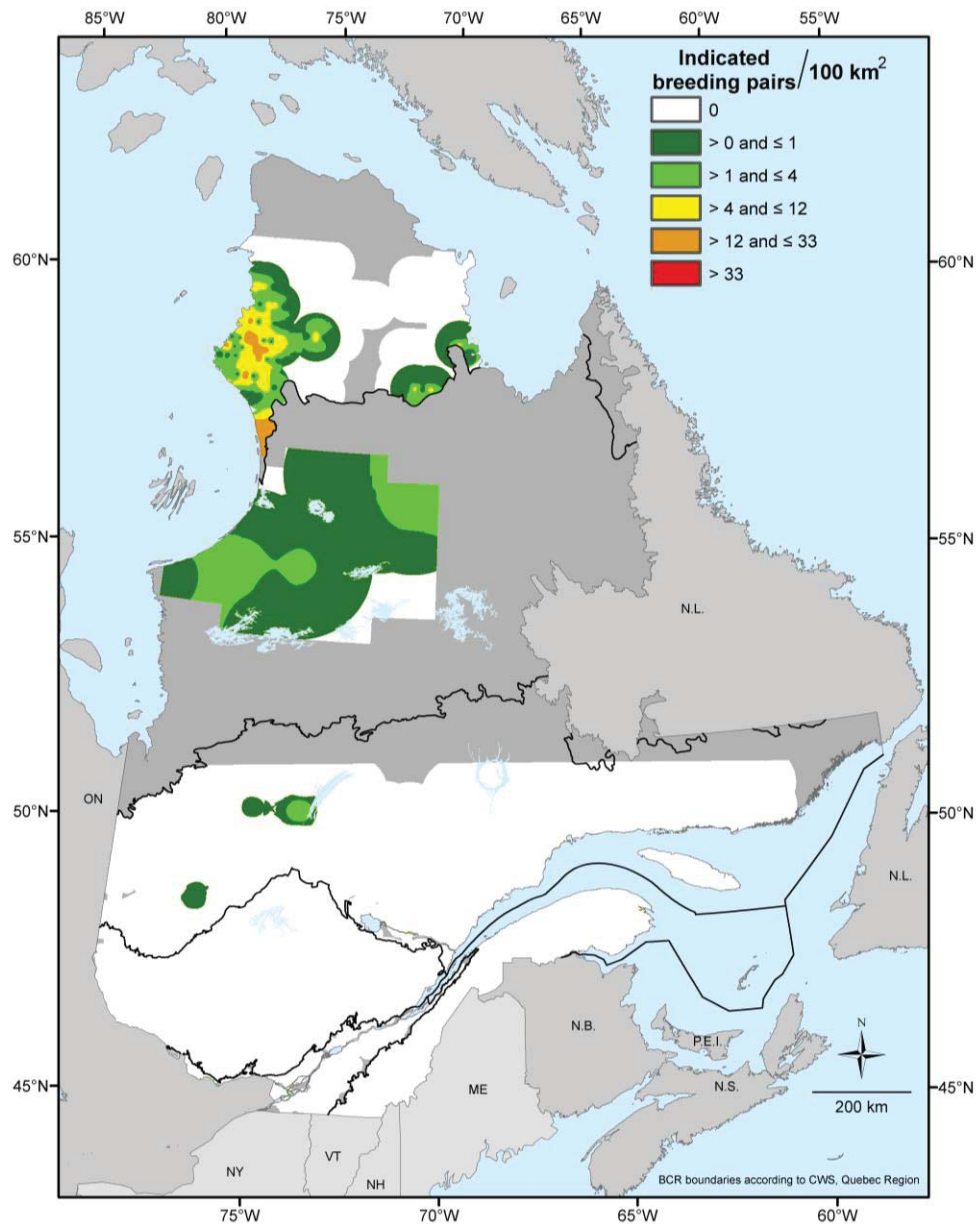 85°W 80°W 75°W 70°W 65°W 60°W 55°W
Indicated
breeding pairs/100 km²
0
> 0 and ≤ 1
> 1 and ≤ 4
> 4 and ≤ 12
> 12 and ≤ 33
> 33
60°N 60°N
55°N 55°N
N.L.
50°N 50°N
ON
N.L.
N.B.
P.E.I.
N
45°N 45°N
ME
N.S.
200 km
NY
VT
NH
BCR boundaries according to CWS, Quebec Region
75°W 70°W 65°W 60°W